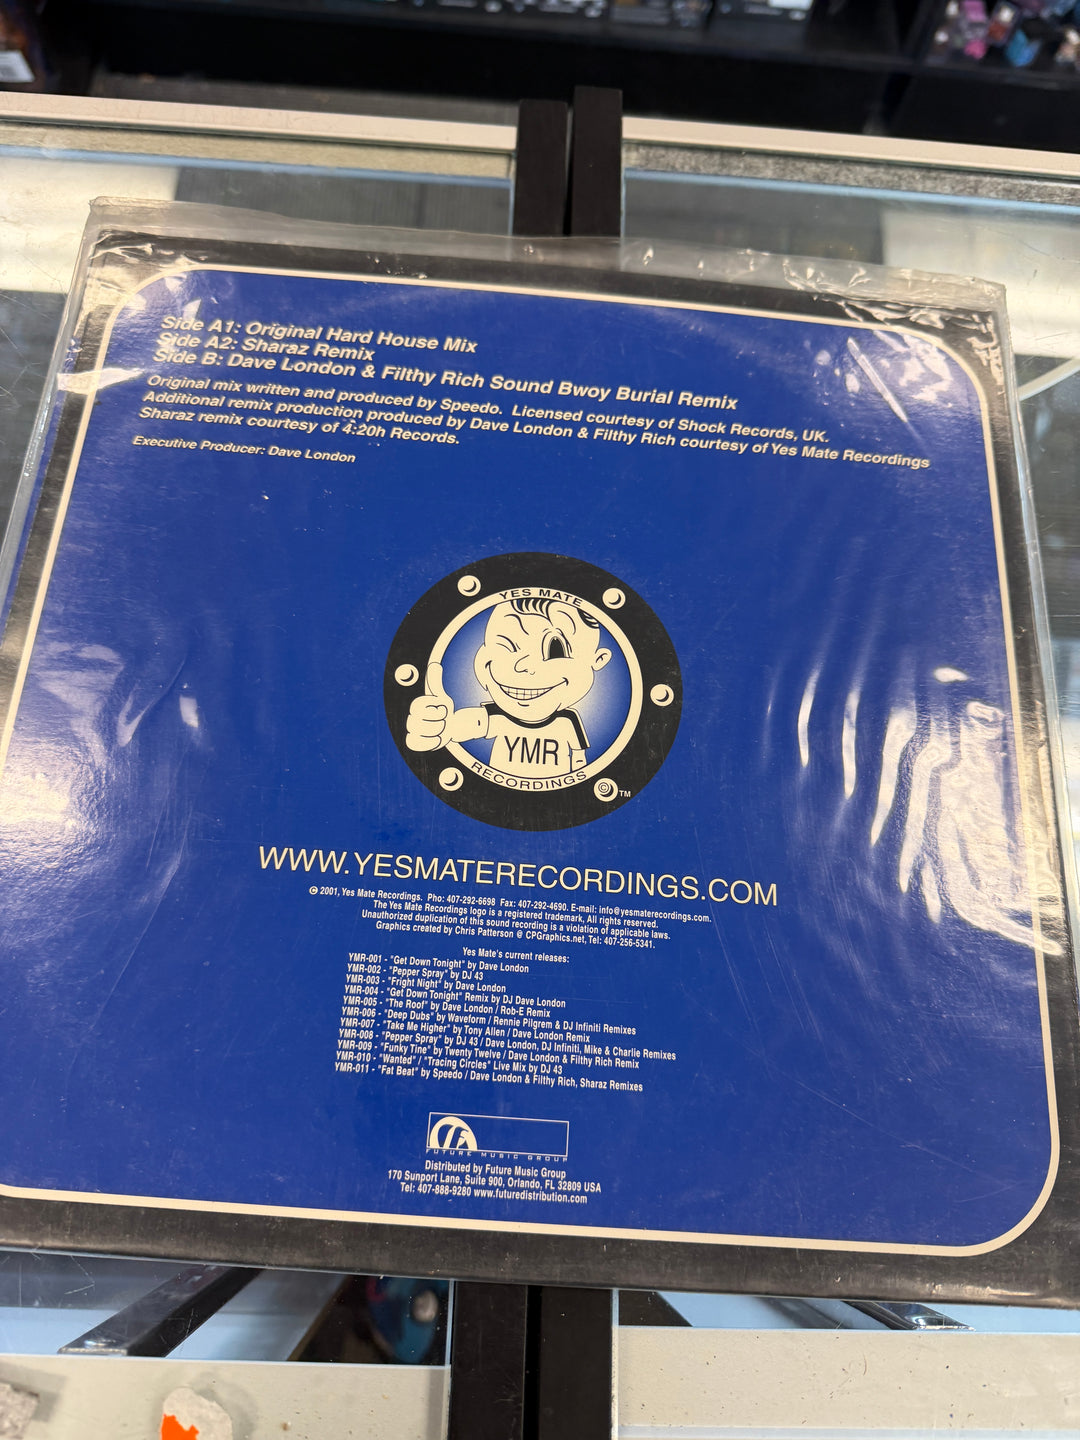 Side A1: Original Hard House Mix
Side A2: Sharaz Remix
Side B: Dave London & Filthy Rich Sound Bwoy Burial Remix
Original mix written and produced by Speedo. Licensed courtesy of Shock Records, UK.
Additional remix production produced by Dave London & Filthy Rich courtesy of Yes Mate Recordings
Sharaz remix courtesy of 4:20h Records.
Executive Producer: Dave London
YES MATE
YMR
RECORDINGS
© TM
WWW.YESMATERECORDINGS.COM
© 2001, Yes Mate Recordings. Pho: 407-292-6698 Fax: 407-292-4690. E-mail: info@yesmaterecordings.com.
The Yes Mate Recordings logo is a registered trademark, All rights reserved.
Unauthorized duplication of this sound recording is a violation of applicable laws.
Graphics created by Chris Patterson @ CPGraphics.net, Tel: 407-256-5341.
Yes Mate's current releases:
YMR-001 - "Get Down Tonight" by Dave London
YMR-002 - "Pepper Spray" by DJ 43
YMR-003 - "Fright Night" by Dave London
YMR-004 - "Get Down Tonight" Remix by DJ Dave London
YMR-005 - "The Roof" by Dave London / Rob-E Remix
YMR-006 - "Deep Dubs" by Waveform / Rennie Pilgrem & DJ Infiniti Remixes
YMR-007 - "Take Me Higher" by Tony Allen / Dave London Remix
YMR-008 - "Pepper Spray" by DJ 43 / Dave London, DJ Infiniti, Mike & Charlie Remixes
YMR-009 - "Funky Tine" by Twenty Twelve / Dave London & Filthy Rich Remix
YMR-010 - "Wanted" / "Tracing Circles" Live Mix by DJ 43
YMR-011 - "Fat Beat" by Speedo / Dave London & Filthy Rich, Sharaz Remixes
FUTURE MUSIC GROUP
Distributed by Future Music Group
170 Sunport Lane, Suite 900, Orlando, FL 32809 USA
Tel: 407-888-9280 www.futuredistribution.com